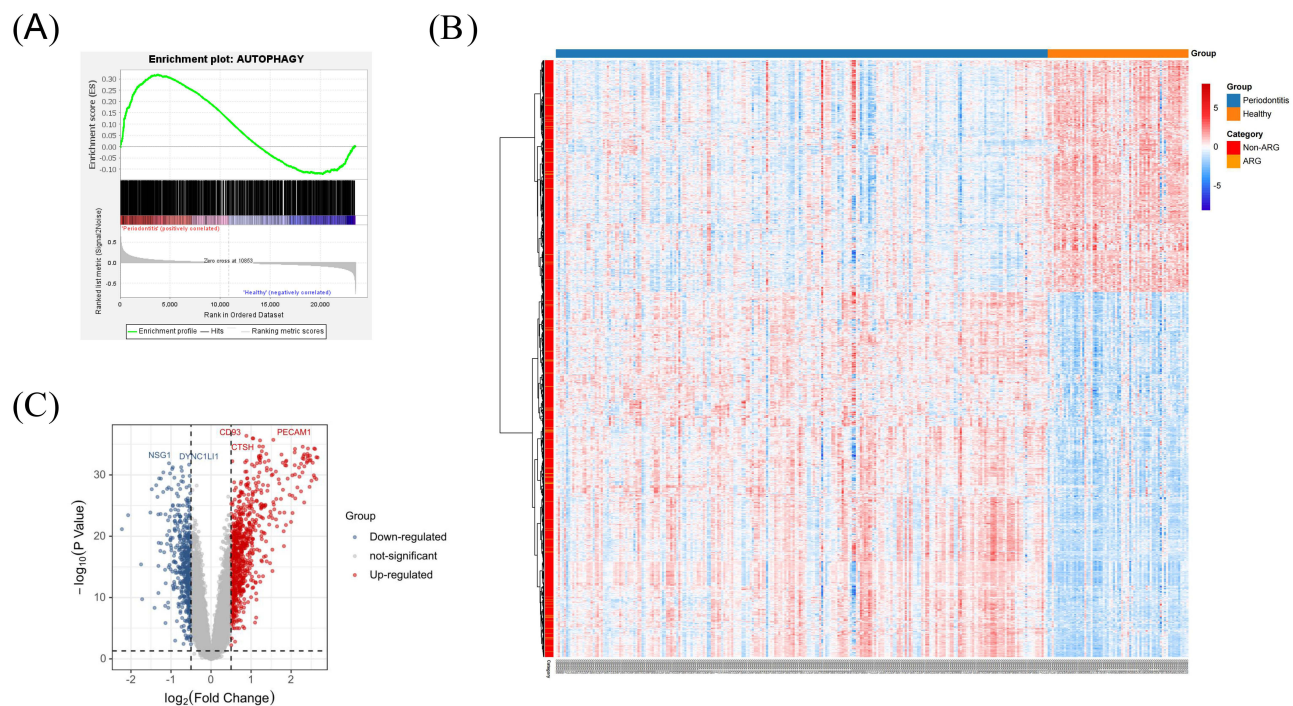 (A)
Enrichment plot: AUTOPHAGY
Enrichment score (ES)
0.30
0.25
0.20
0.15
0.10
0.05
0.00
-0.05
-0.10
'Periodontitis' (positively correlated)
Ranked list metric (Signal2Noise)
0.5
0.0
-0.5
Zero cross at 10853
'Healthy' (negatively correlated)
0
5,000
10,000
15,000
20,000
Rank in Ordered Dataset
Enrichment profile
Hits
Ranking metric scores
(B)
Group
5
0
-5
Group
Periodontitis
Healthy
Category
Non-ARG
ARG
Category
(C)
CD93
PECAM1
CTSH
NSG1
DYNC1LI1
30
20
10
0
−log10(P Value)
-2
-1
0
1
2
log2(Fold Change)
Group
Down-regulated
not-significant
Up-regulated